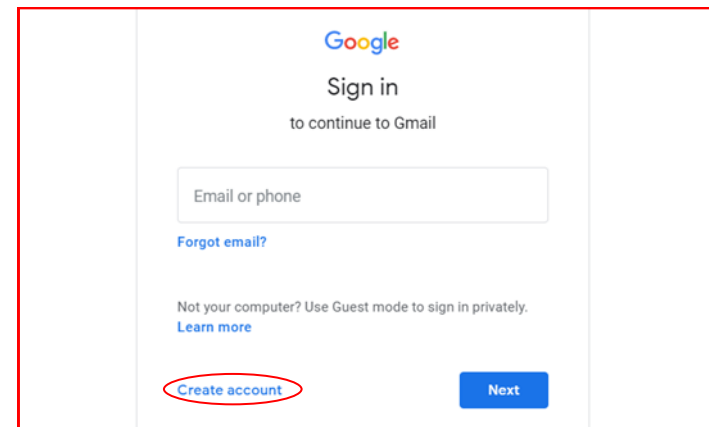 Google
Sign in
to continue to Gmail
Email or phone
Forgot email?
Not your computer? Use Guest mode to sign in privately.
Learn more
Create account
Next